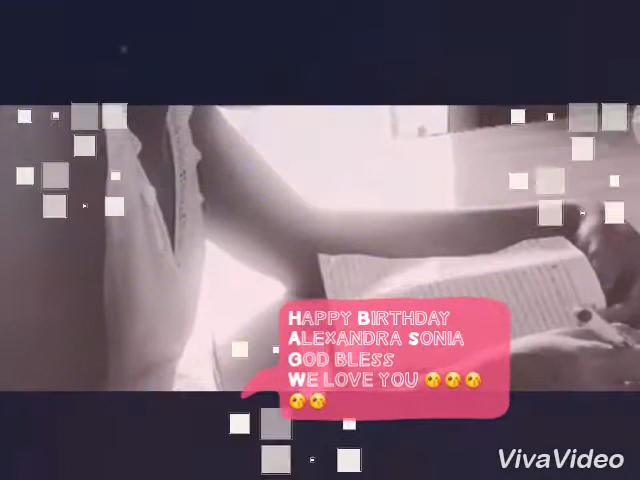 Happy Birthday
Alexandra Sonia
God bless
We love you 😘😘😘
😘😘
VivaVideo